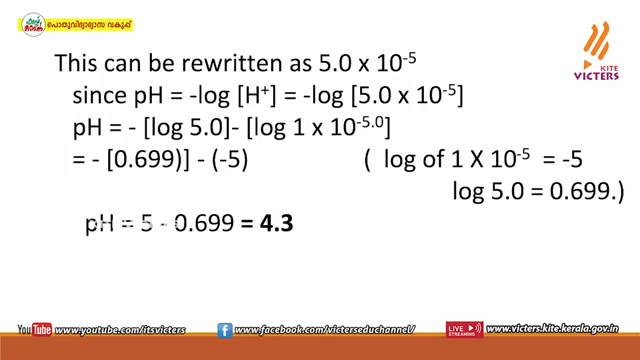 പൊതുവിദ്യാഭ്യാസ വകുപ്പ്
KITE
VICTERS
This can be rewritten as 5.0 x 10⁻⁵
since pH = -log [H⁺] = -log [5.0 x 10⁻⁵]
pH = - [log 5.0]- [log 1 x 10⁻⁵·⁰]
= - [0.699)] - (-5) ( log of 1 X 10⁻⁵ = -5
log 5.0 = 0.699.)
pH = 5 - 0.699 = 4.3
YouTube www.youtube.com/itsvicters
f www.facebook.com/victerseduchannel/
LIVE STREAMING www.victers.kite.kerala.gov.in